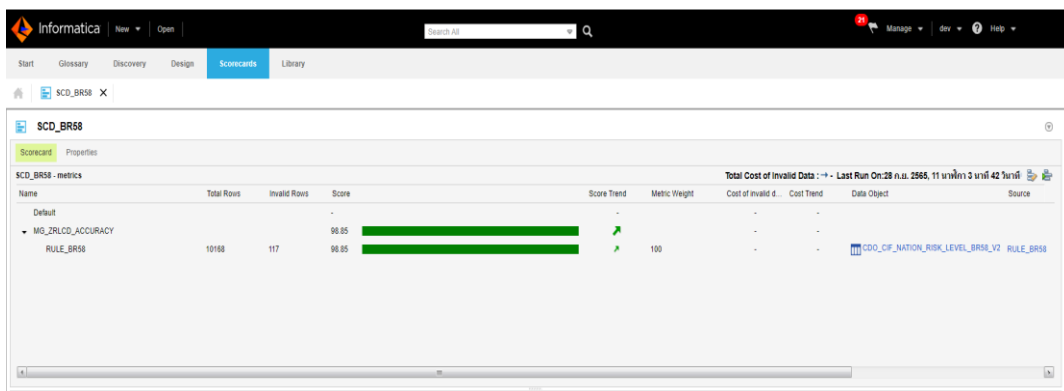 Informatica New Open Search All 21 Manage dev Help
Start Glossary Discovery Design Scorecards Library
SCD_BR58 X
SCD_BR58
Scorecard Properties
SCD_BR58 - metrics Total Cost of Invalid Data : - Last Run On:28 ก.ย. 2565, 11 นาฬิกา 3 นาที 42 วินาที
Name Total Rows Invalid Rows Score Score Trend Metric Weight Cost of invalid d... Cost Trend Data Object Source
Default - - - -
MG_ZRLCD_ACCURACY 98.85 - -
RULE_BR58 10168 117 98.85 100 - - CDO_CIF_NATION_RISK_LEVEL_BR58_V2 RULE_BR58